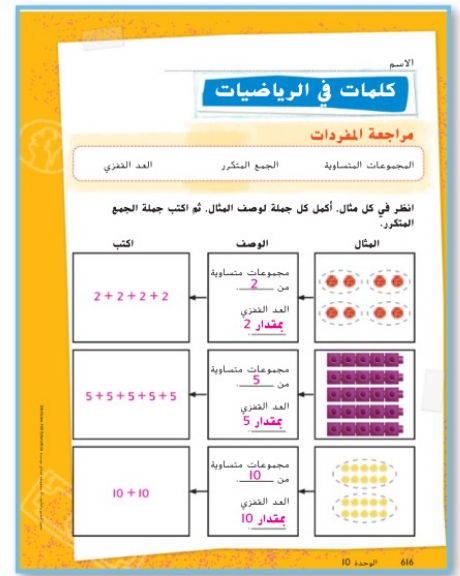 الاسم
كلمات في الرياضيات
مراجعة المفردات
المجموعات المتساوية الجمع المتكرر العد القفزي
انظر في كل مثال. أكمل كل جملة لوصف المثال. ثم اكتب جملة الجمع
المتكرر.
المثال الوصف اكتب
مجموعات متساوية
من 2.
العد القفزي
بمقدار 2
2 + 2 + 2 + 2
مجموعات متساوية
من 5.
العد القفزي
بمقدار 5
5 + 5 + 5 + 5 + 5
مجموعات متساوية
من 10.
العد القفزي
بمقدار 10
10 + 10
616 الوحدة 10